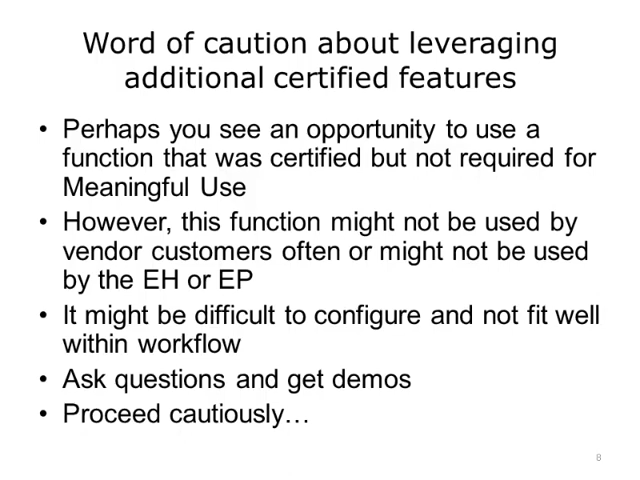 Word of caution about leveraging
additional certified features
• Perhaps you see an opportunity to use a
function that was certified but not required for
Meaningful Use
• However, this function might not be used by
vendor customers often or might not be used
by the EH or EP
• It might be difficult to configure and not fit well
within workflow
• Ask questions and get demos
• Proceed cautiously…
8